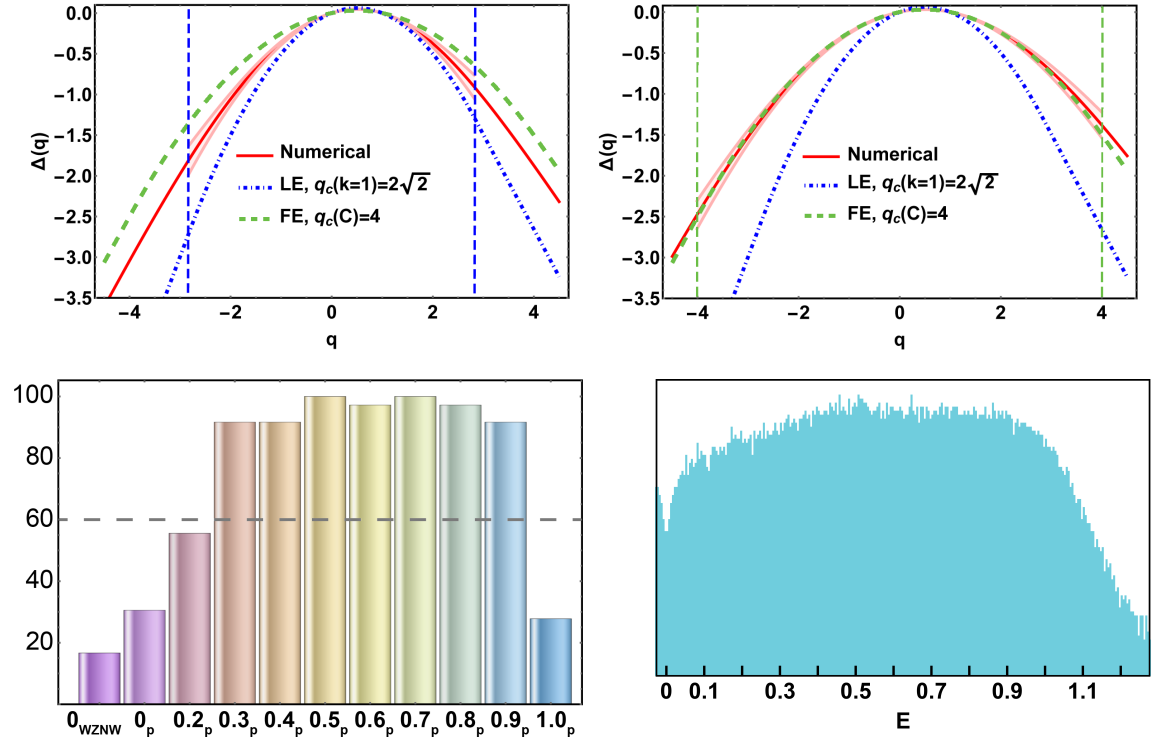 0.0
−0.5
−1.0
−1.5
−2.0
−2.5
−3.0
−3.5
Δ(q)
Numerical
LE, q_c(k=1)=2√2
FE, q_c(C)=4
−4 −2 0 2 4
q
0.0
−0.5
−1.0
−1.5
−2.0
−2.5
−3.0
−3.5
Δ(q)
Numerical
LE, q_c(k=1)=2√2
FE, q_c(C)=4
−4 −2 0 2 4
q
100
80
60
40
20
0_WZNW 0_p 0.2_p 0.3_p 0.4_p 0.5_p 0.6_p 0.7_p 0.8_p 0.9_p 1.0_p
0 0.1 0.3 0.5 0.7 0.9 1.1
E